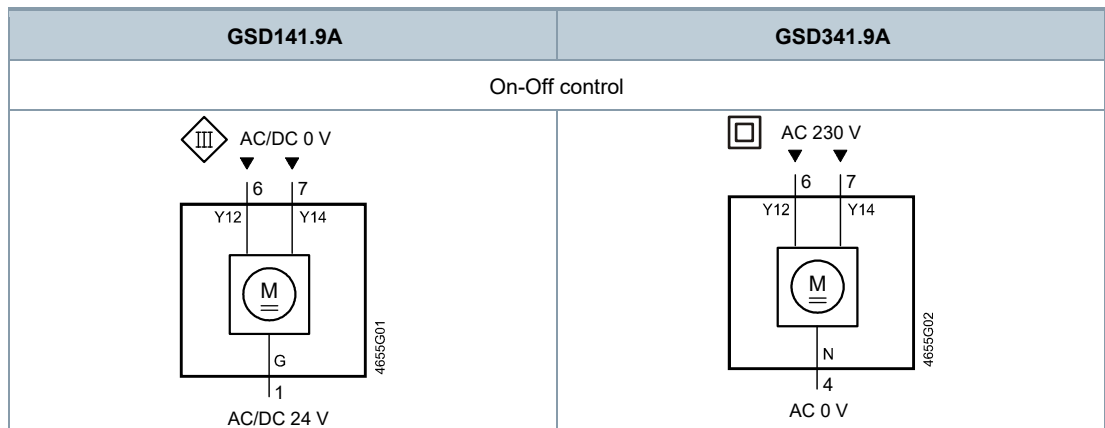 GSD141.9A
GSD341.9A
On-Off control
III
AC/DC 0 V
6
7
Y12
Y14
M
G
1
AC/DC 24 V
4655G01
AC 230 V
6
7
Y12
Y14
M
N
4
AC 0 V
4655G02